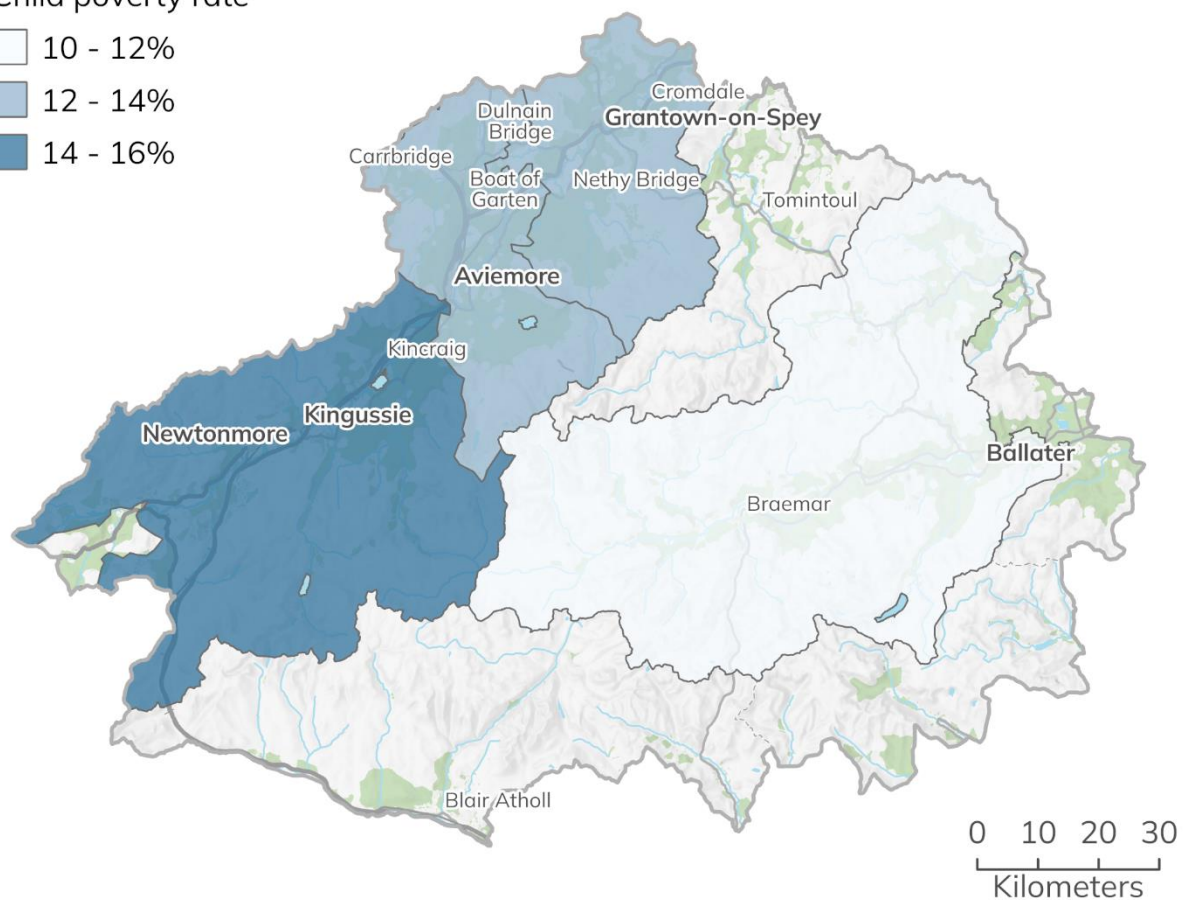 Child poverty rate
10 - 12%
12 - 14%
14 - 16%
Cromdale
Grantown-on-Spey
Dulnain
Bridge
Carrbridge
Boat of
Garten
Nethy Bridge
Tomintoul
Aviemore
Kincraig
Kingussie
Newtonmore
Ballater
Braemar
Blair Atholl
0 10 20 30
Kilometers